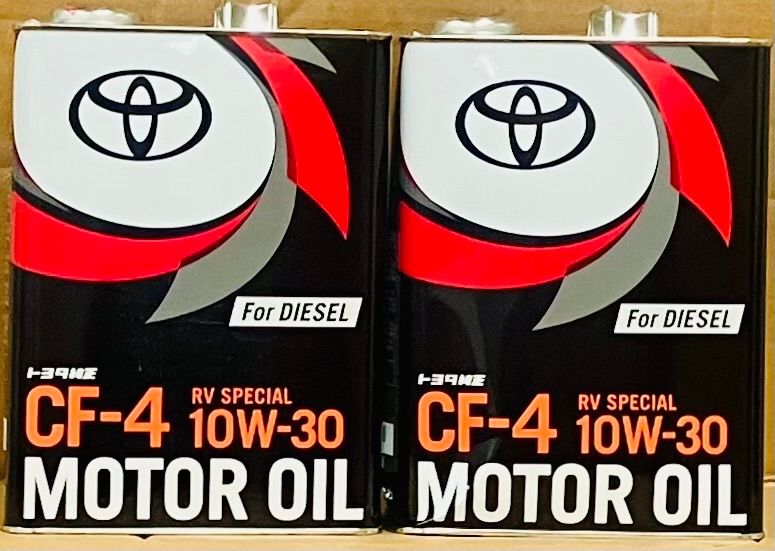 For DIESEL
トヨタ純正
CF-4 RV SPECIAL 10W-30
MOTOR OIL
For DIESEL
トヨタ純正
CF-4 RV SPECIAL 10W-30
MOTOR OIL